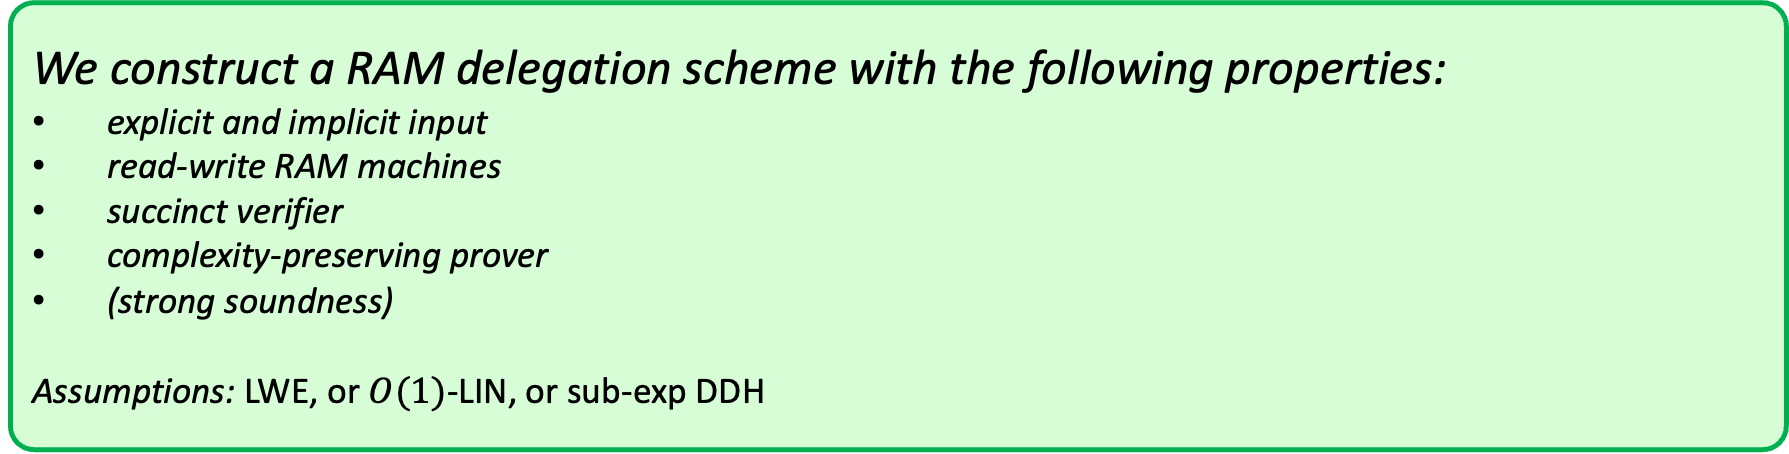 We construct a RAM delegation scheme with the following properties:
• explicit and implicit input
• read-write RAM machines
• succinct verifier
• complexity-preserving prover
• (strong soundness)
Assumptions: LWE, or O(1)-LIN, or sub-exp DDH